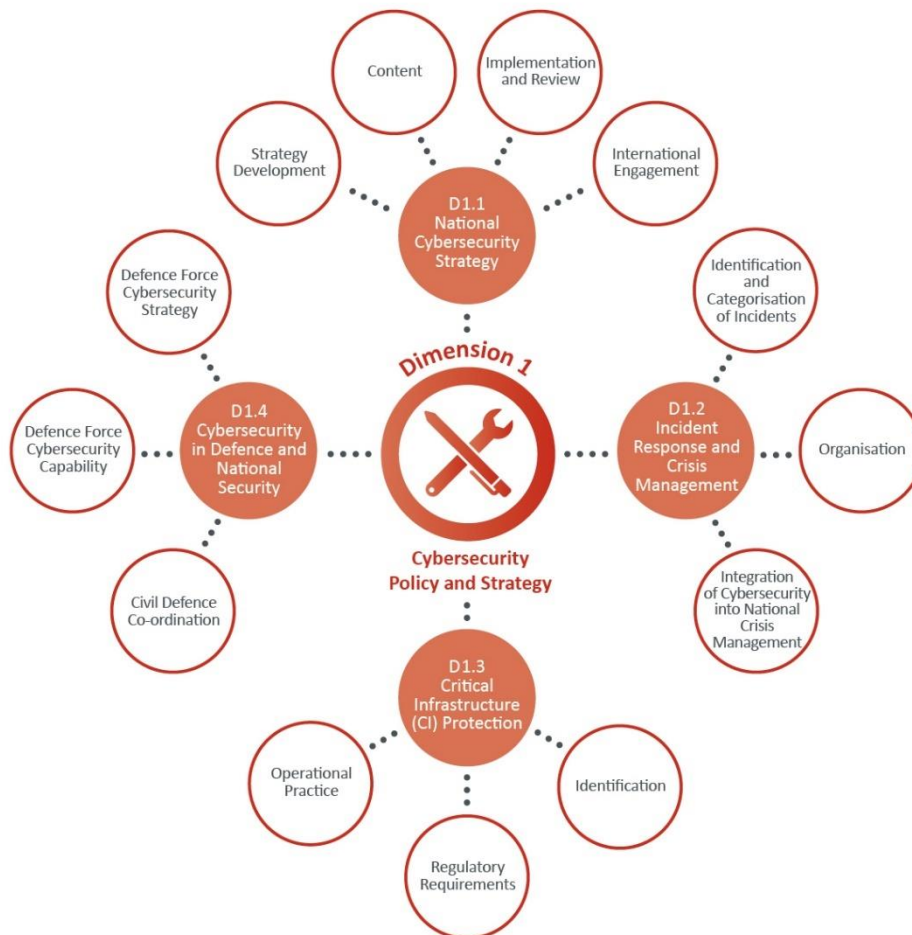 Content
Implementation
and Review
Strategy
Development
International
Engagement
D1.1
National
Cybersecurity
Strategy
Defence Force
Cybersecurity
Strategy
Identification
and
Categorisation
of Incidents
Dimension 1
D1.4
Cybersecurity
in Defence and
National
Security
D1.2
Incident
Response and
Crisis
Management
Defence Force
Cybersecurity
Capability
Organisation
Cybersecurity
Policy and Strategy
Civil Defence
Co-ordination
Integration
of Cybersecurity
into National
Crisis
Management
D1.3
Critical
Infrastructure
(CI) Protection
Operational
Practice
Identification
Regulatory
Requirements